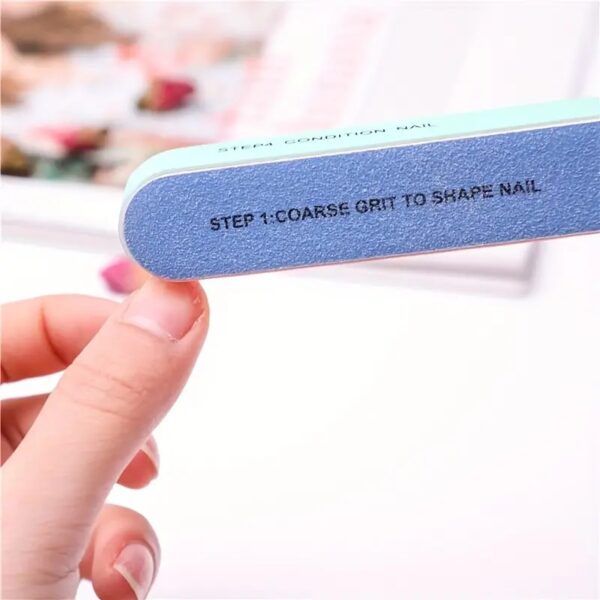 STEP4 CONDITION NAIL
STEP 1:COARSE GRIT TO SHAPE NAIL